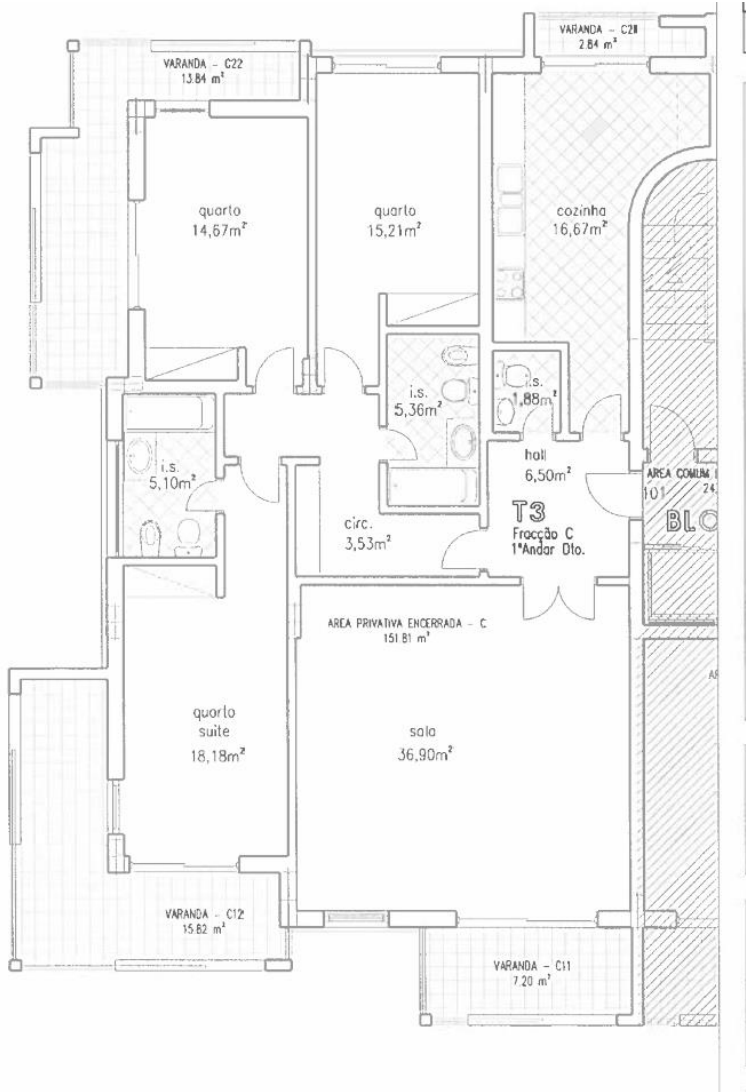 VARANDA - C22
13.84 m²
VARANDA - C21
2.84 m²
quarto
14,67m²
quarto
15,21m²
cozinha
16,67m²
i.s.
5,36m²
i.s.
1,88m²
i.s.
5,10m²
hall
6,50m²
AREA COMUM
101
24
T3
Fracção C
1ºAndar Dto.
circ.
3,53m²
AREA PRIVATIVA ENCERRADA - C
151.81 m²
quarto
suite
18,18m²
sala
36,90m²
VARANDA - C12
15.82 m²
VARANDA - C11
7.20 m²